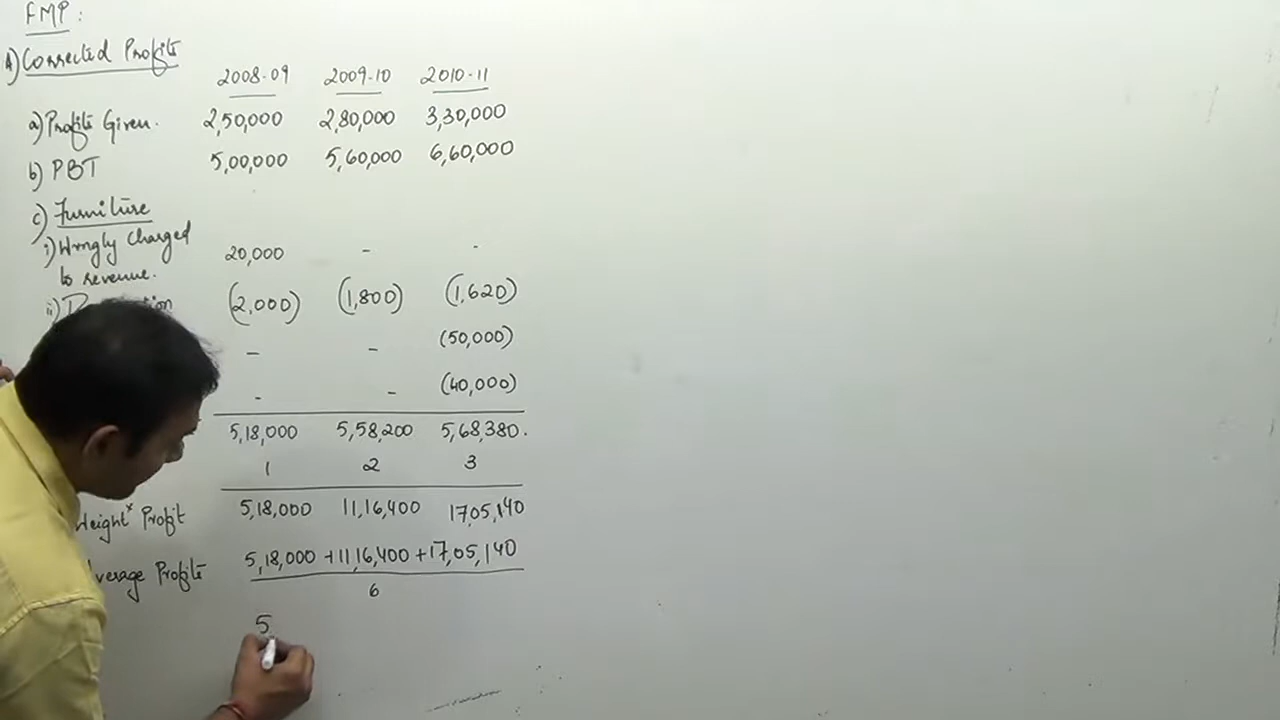 FMP:
A) Corrected Profits
2008-09 2009-10 2010-11
a) Profits Given. 2,50,000 2,80,000 3,30,000
b) PBT 5,00,000 5,60,000 6,60,000
c) Furniture
i) Wrngly Charged 20,000 - -
to revenue.
ii) (2,000) (1,800) (1,620)
- - (50,000)
- - (40,000)
5,18,000 5,58,200 5,68,380.
1 2 3
Weight x Profit 5,18,000 11,16,400 17,05,140
Average Profits 5,18,000 + 11,16,400 + 17,05,140
6
5